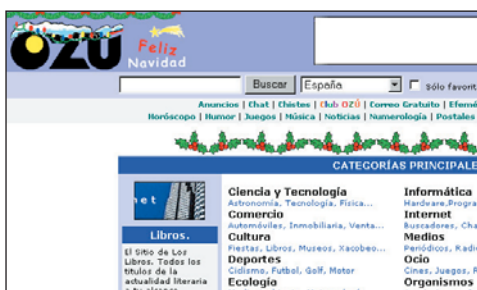 OZÚ
Feliz
Navidad
Buscar España Sólo favorit
Anuncios | Chat | Chistes | Club OZÚ | Correo Gratuito | Efemé
Horóscopo | Humor | Juegos | Música | Noticias | Numerología | Postales
CATEGORÍAS PRINCIPALE
net
Libros.
El Sitio de Los
Libros. Todos los
títulos de la
actualidad literaria
a tu alcance
Ciencia y Tecnología
Astronomía, Tecnología, Física...
Comercio
Automóviles, Inmobiliaria, Venta...
Cultura
Fiestas, Libros, Museos, Xacobeo...
Deportes
Ciclismo, Futbol, Golf, Motor
Ecología
Informática
Hardware, Progra
Internet
Buscadores, Cha
Medios
Periódicos, Radi
Ocio
Cines, Juegos, R
Organismos